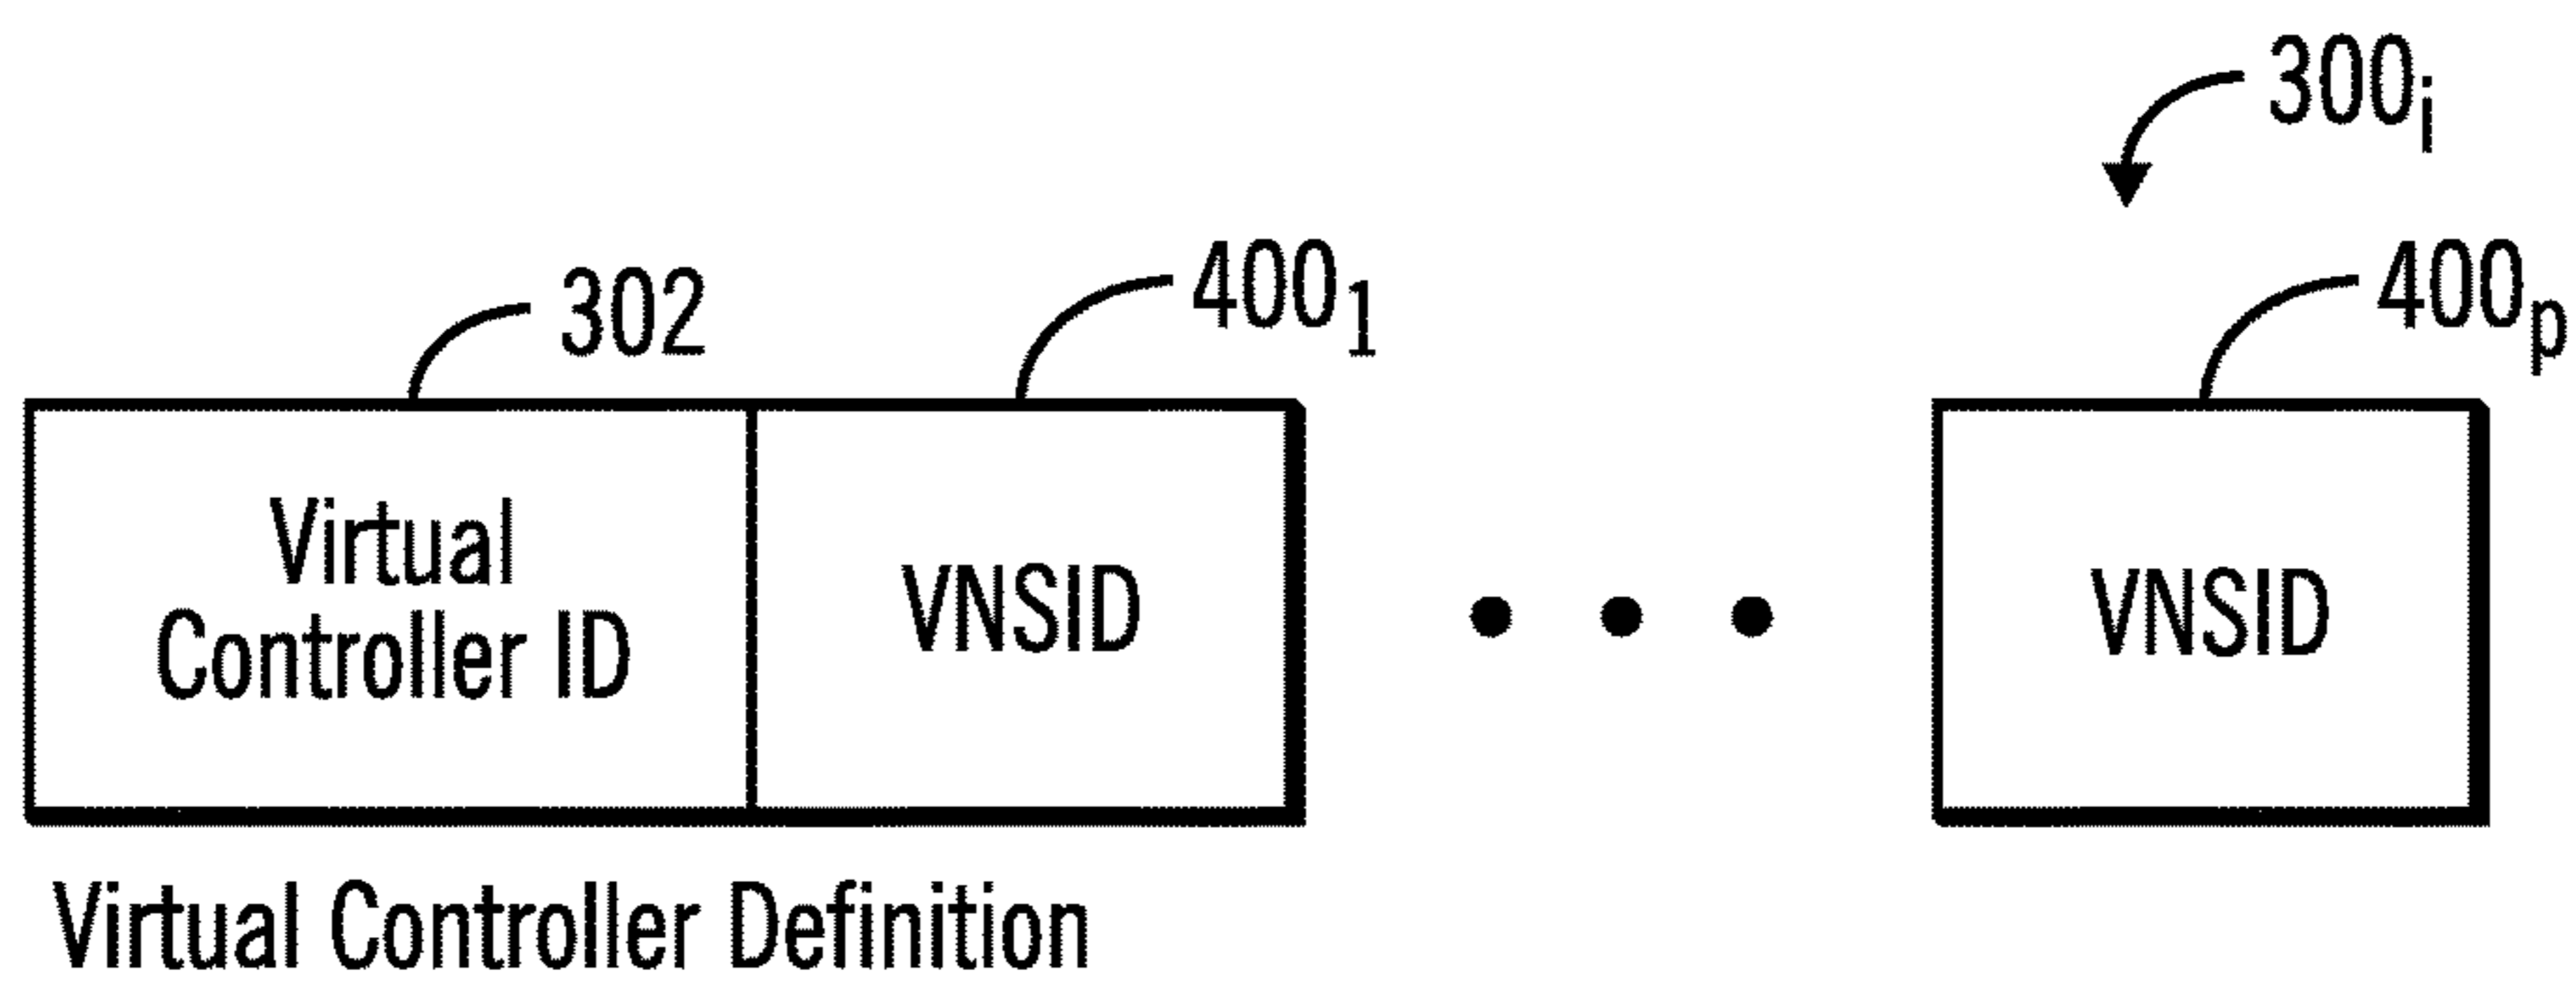 300i
302
4001
400p
Virtual
Controller ID
VNSID
• • •
VNSID
Virtual Controller Definition